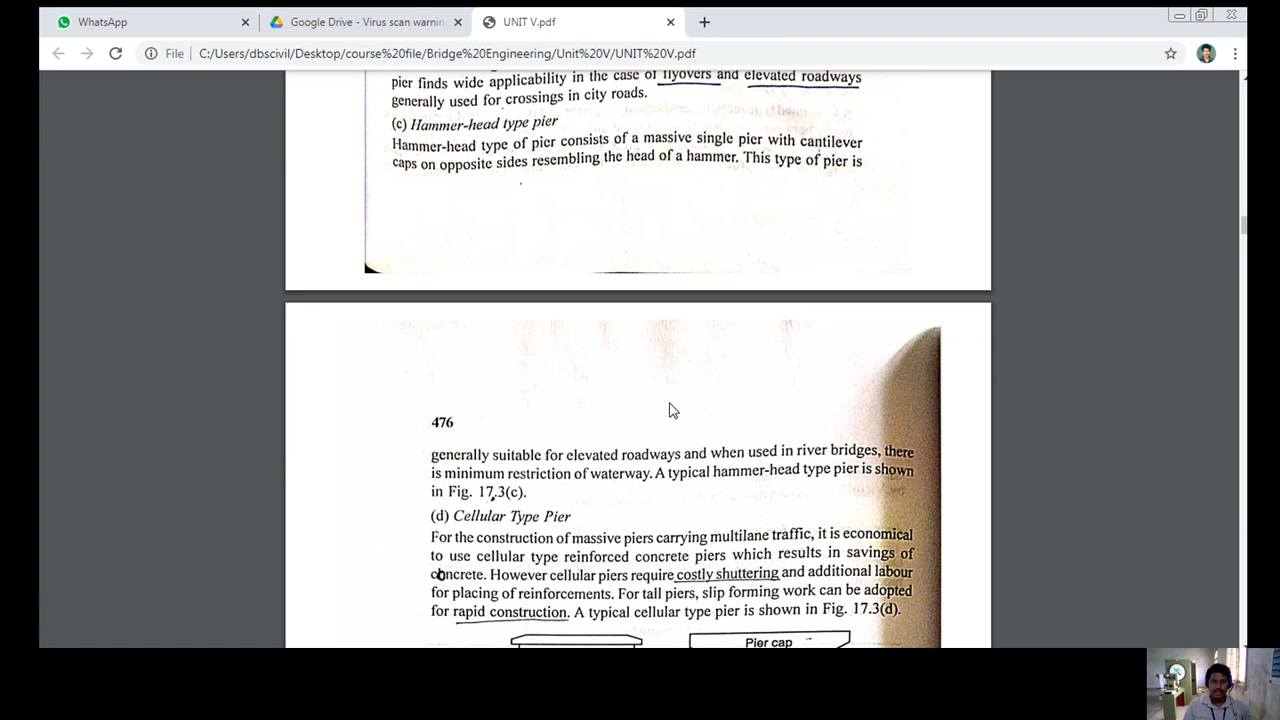 WhatsApp
Google Drive - Virus scan warnin
UNIT V.pdf
File
C:/Users/dbscivil/Desktop/course%20file/Bridge%20Engineering/Unit%20V/UNIT%20V.pdf
pier finds wide applicability in the case of flyovers and elevated roadways
generally used for crossings in city roads.
(c) Hammer-head type pier
Hammer-head type of pier consists of a massive single pier with cantilever
caps on opposite sides resembling the head of a hammer. This type of pier is
476
generally suitable for elevated roadways and when used in river bridges, there
is minimum restriction of waterway. A typical hammer-head type pier is shown
in Fig. 17.3(c).
(d) Cellular Type Pier
For the construction of massive piers carrying multilane traffic, it is economical
to use cellular type reinforced concrete piers which results in savings of
concrete. However cellular piers require costly shuttering and additional labour
for placing of reinforcements. For tall piers, slip forming work can be adopted
for rapid construction. A typical cellular type pier is shown in Fig. 17.3(d).
Pier cap